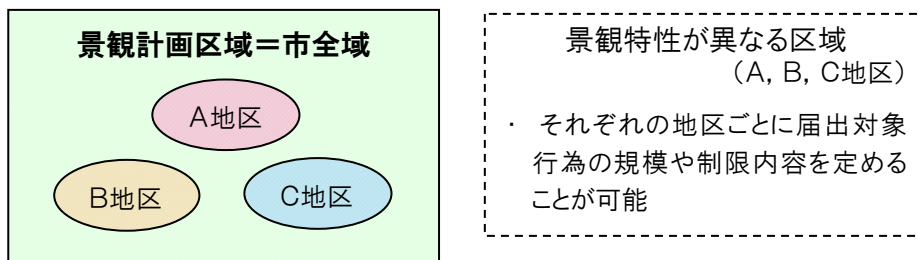 景観計画区域＝市全域
A地区
B地区
C地区
景観特性が異なる区域
（A，B，C地区）
・ それぞれの地区ごとに届出対象
行為の規模や制限内容を定める
ことが可能